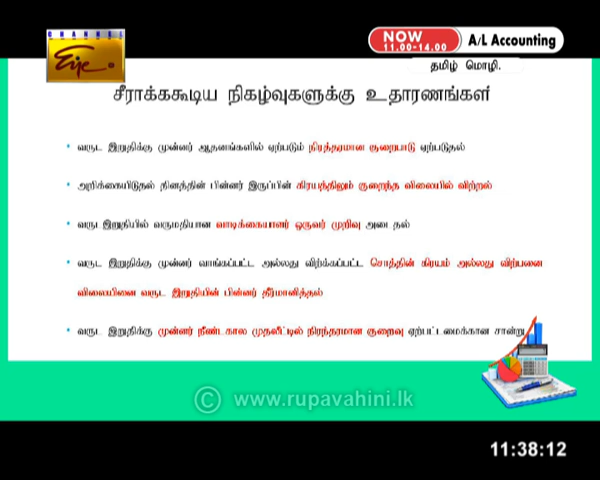 CHANNEL
Eye
NOW
11.00-14.00
A/L Accounting
தமிழ் மொழி.
சீராக்ககூடிய நிகழ்வுகளுக்கு உதாரணங்கள்
• வருட இறுதிக்கு முன்னர் ஆதனங்களில் ஏற்படும் நிரத்தரமான குறைபாடு ஏற்படுதல்
• அறிக்கையிடுதல் தினத்தின் பின்னர் இருப்பின் கிரயத்திலும் குறைந்த விலையில் விற்றல்
• வருட இறுதியில் வருமதியான வாடிக்கையாளர் ஒருவர் முறிவு அடைதல்
• வருட இறுதிக்கு முன்னர் வாங்கப்பட்ட அல்லது விற்க்கப்பட்ட சொத்தின் கிரயம் அல்லது விற்பனை
விலையினை வருட இறுதியின் பின்னர் தீர்மானித்தல்
• வருட இறுதிக்கு முன்னர் நீண்டகால முதலீட்டில் நிரந்தரமான குறைவு ஏற்பட்டமைக்கான சான்று
© www.rupavahini.lk
11:38:12